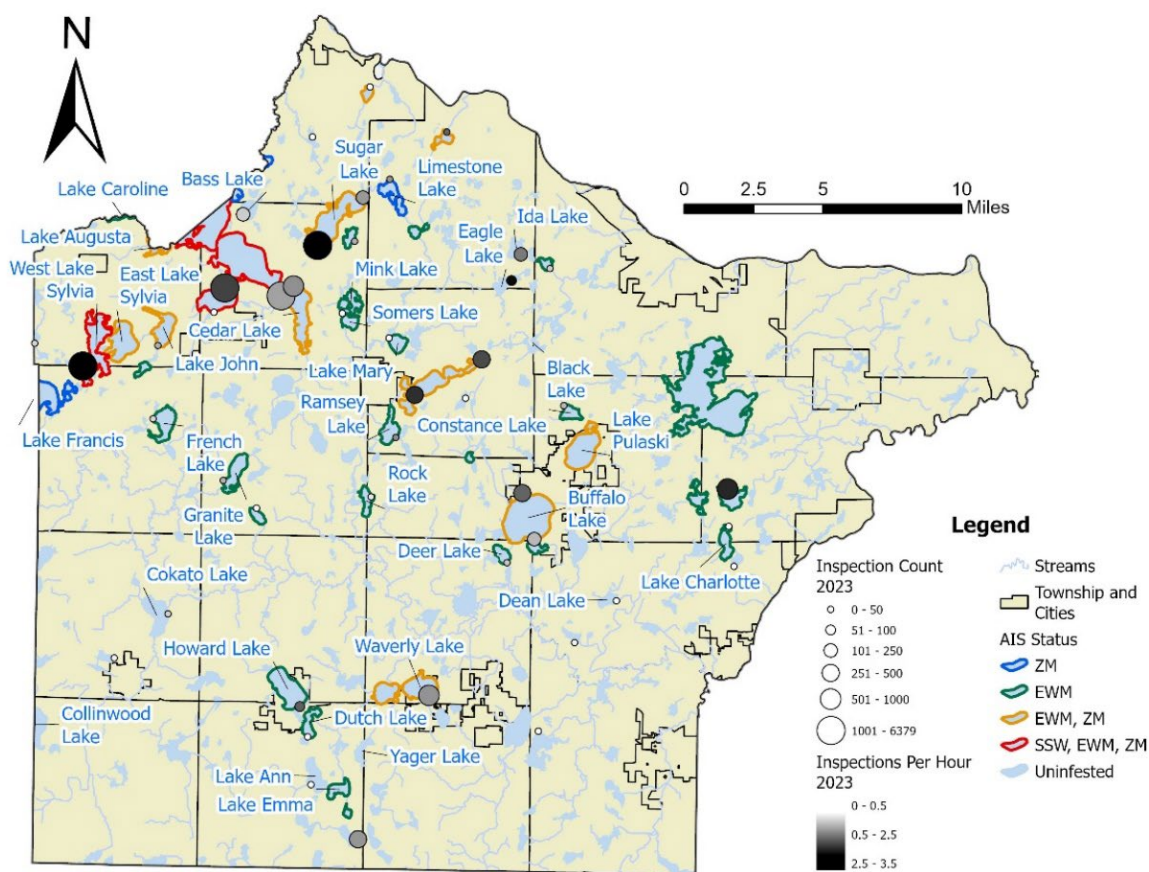 N
Sugar
Lake
Limestone
Lake
Bass Lake
Lake Caroline
0 2.5 5 10
Miles
Ida Lake
Eagle
Lake
Lake Augusta
West Lake
Sylvia
East Lake
Sylvia
Mink Lake
Somers Lake
Cedar Lake
Lake John
Lake Mary
Black
Lake
Ramsey
Lake
Constance Lake
Lake
Pulaski
Lake Francis
French
Lake
Rock
Lake
Buffalo
Lake
Granite
Lake
Deer Lake
Cokato Lake
Dean Lake
Lake Charlotte
Howard Lake
Waverly Lake
Collinwood
Lake
Dutch Lake
Yager Lake
Lake Ann
Lake Emma
Legend
Inspection Count
2023
0 - 50
51 - 100
101 - 250
251 - 500
501 - 1000
1001 - 6379
Inspections Per Hour
2023
0 - 0.5
0.5 - 2.5
2.5 - 3.5
Streams
Township and
Cities
AIS Status
ZM
EWM
EWM, ZM
SSW, EWM, ZM
Uninfested